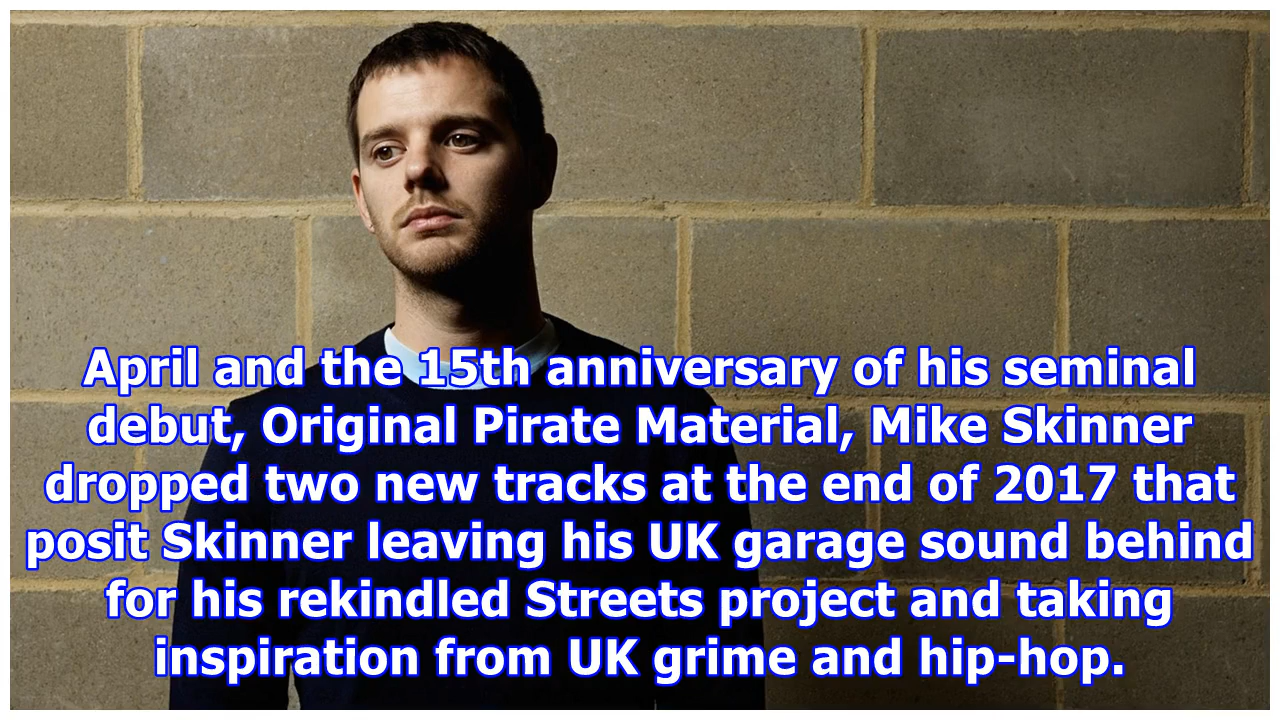 April and the 15th anniversary of his seminal
debut, Original Pirate Material, Mike Skinner
dropped two new tracks at the end of 2017 that
posit Skinner leaving his UK garage sound behind
for his rekindled Streets project and taking
inspiration from UK grime and hip-hop.